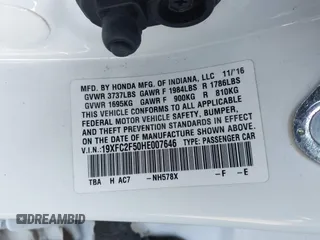 MFD. BY HONDA MFG. OF INDIANA, LLC 11/'16
GVWR 3737LBS GAWR F 1984LBS R 1786LBS
GVWR 1695KG GAWR F 900KG R 810KG
THIS VEHICLE CONFORMS TO ALL APPLICABLE
FEDERAL MOTOR VEHICLE SAFETY, BUMPER,
AND THEFT PREVENTION STANDARDS IN EFFECT ON
THE DATE OF MANUFACTURE SHOWN ABOVE.
V.I.N:19XFC2F50HE007646 TYPE: PASSENGER CAR
TBA H AC7 -NH578X -F -E